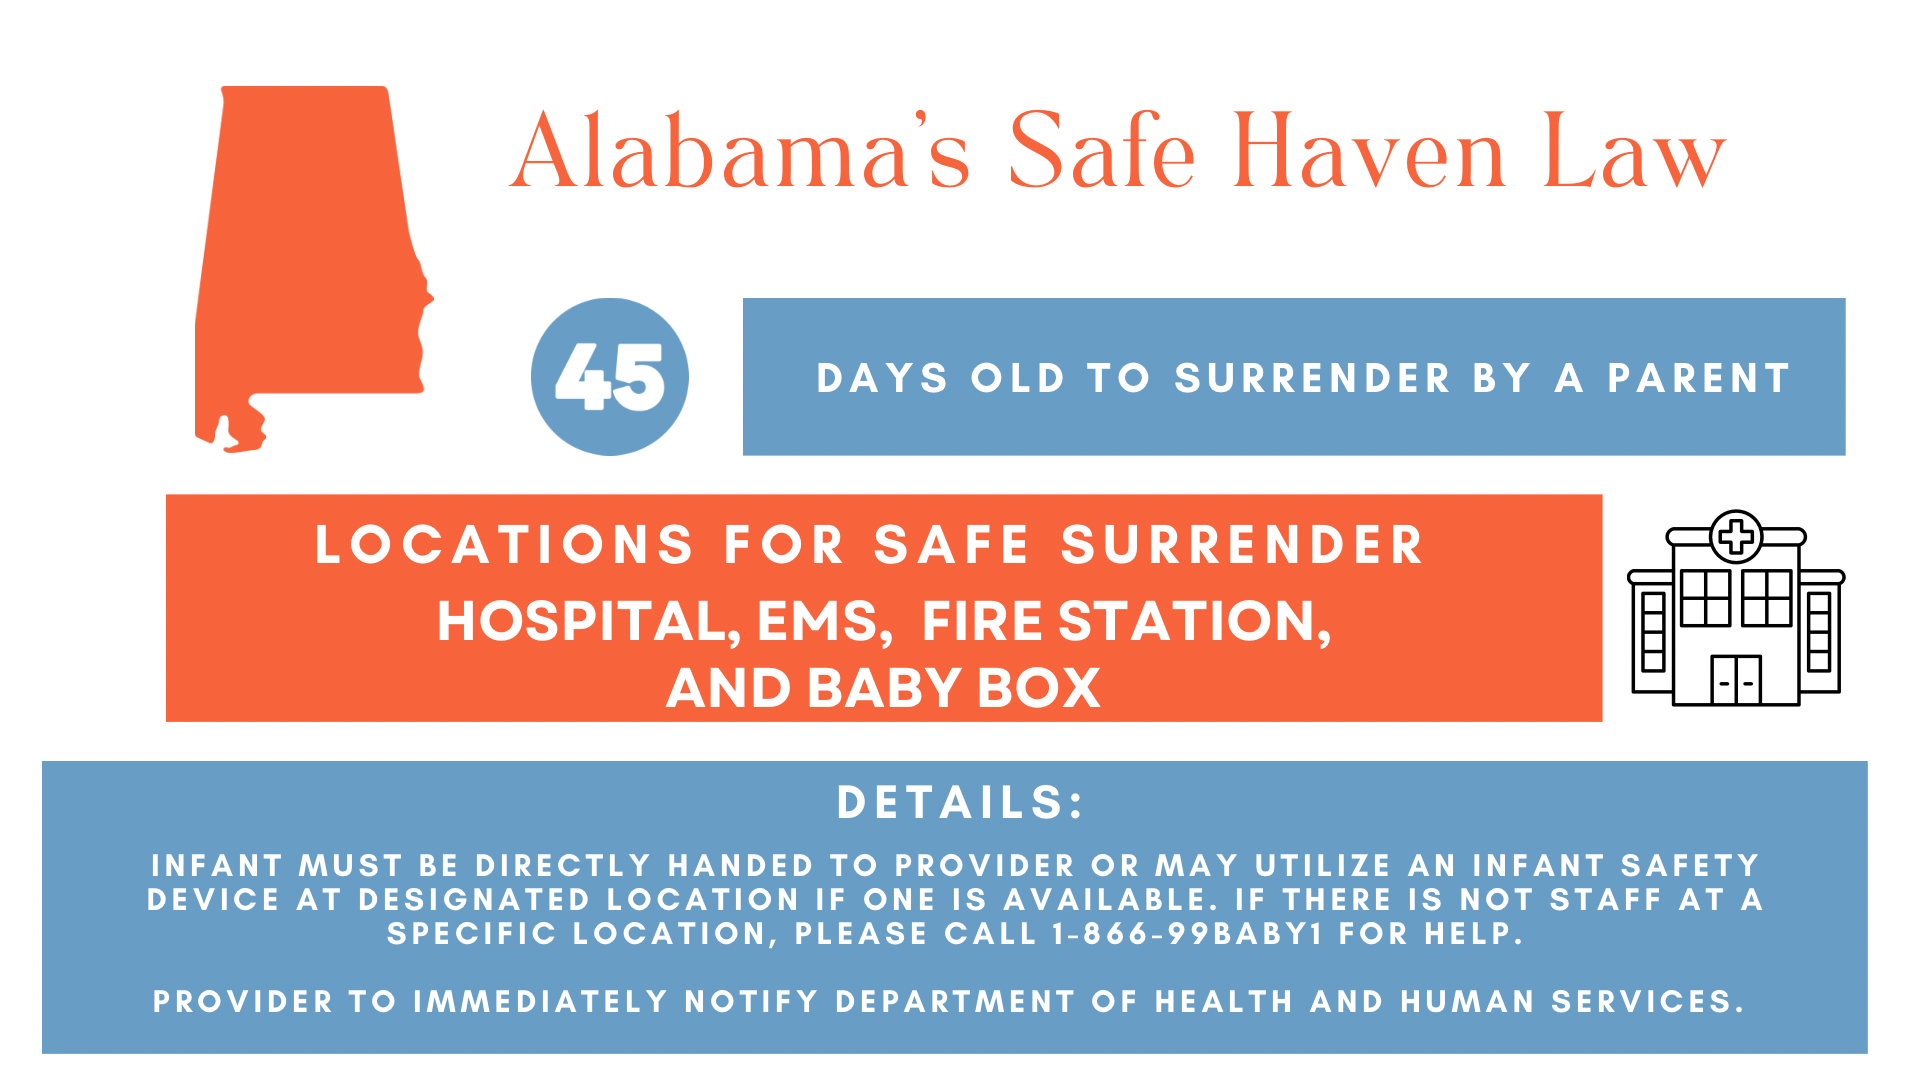 Alabama's Safe Haven Law
45
DAYS OLD TO SURRENDER BY A PARENT
LOCATIONS FOR SAFE SURRENDER
HOSPITAL, EMS, FIRE STATION,
AND BABY BOX
DETAILS:
INFANT MUST BE DIRECTLY HANDED TO PROVIDER OR MAY UTILIZE AN INFANT SAFETY
DEVICE AT DESIGNATED LOCATION IF ONE IS AVAILABLE. IF THERE IS NOT STAFF AT A
SPECIFIC LOCATION, PLEASE CALL 1-866-99BABY1 FOR HELP.
PROVIDER TO IMMEDIATELY NOTIFY DEPARTMENT OF HEALTH AND HUMAN SERVICES.